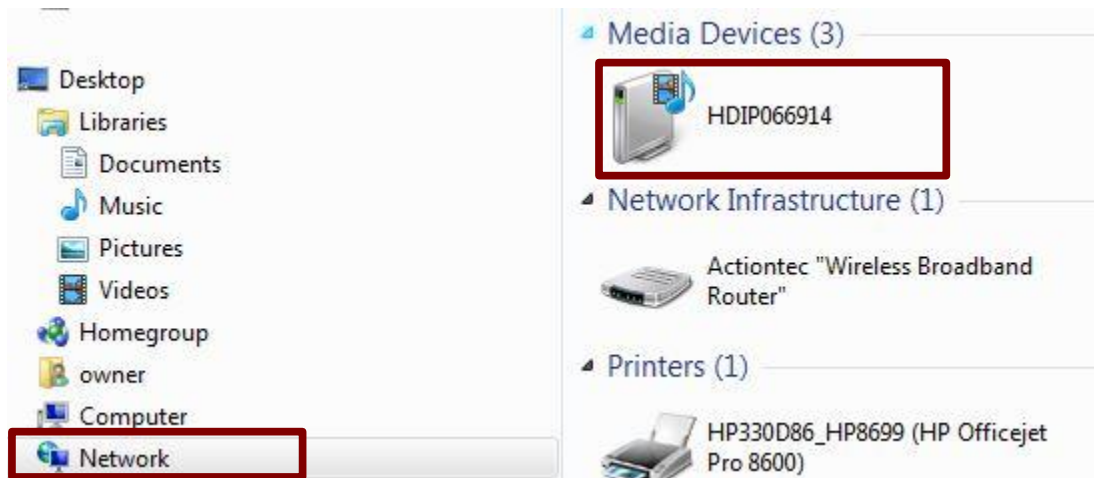 Desktop
Libraries
Documents
Music
Pictures
Videos
Homegroup
owner
Computer
Network
Media Devices (3)
HDIP066914
Network Infrastructure (1)
Actiontec "Wireless Broadband
Router"
Printers (1)
HP330D86_HP8699 (HP Officejet
Pro 8600)